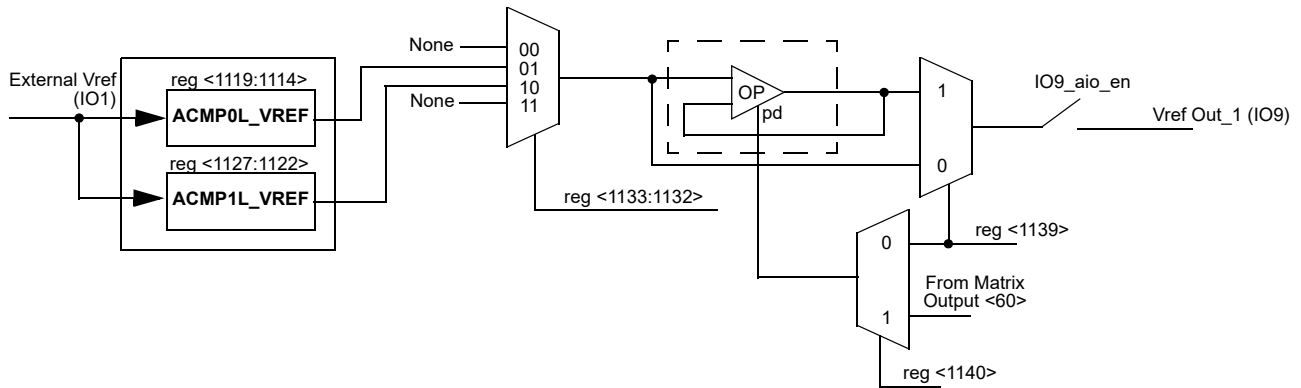 External Vref
(IO1)
reg <1119:1114>
ACMP0L_VREF
reg <1127:1122>
ACMP1L_VREF
None
None
00
01
10
11
reg <1133:1132>
OP
pd
1
0
IO9_aio_en
Vref Out_1 (IO9)
reg <1139>
0
1
From Matrix
Output <60>
reg <1140>